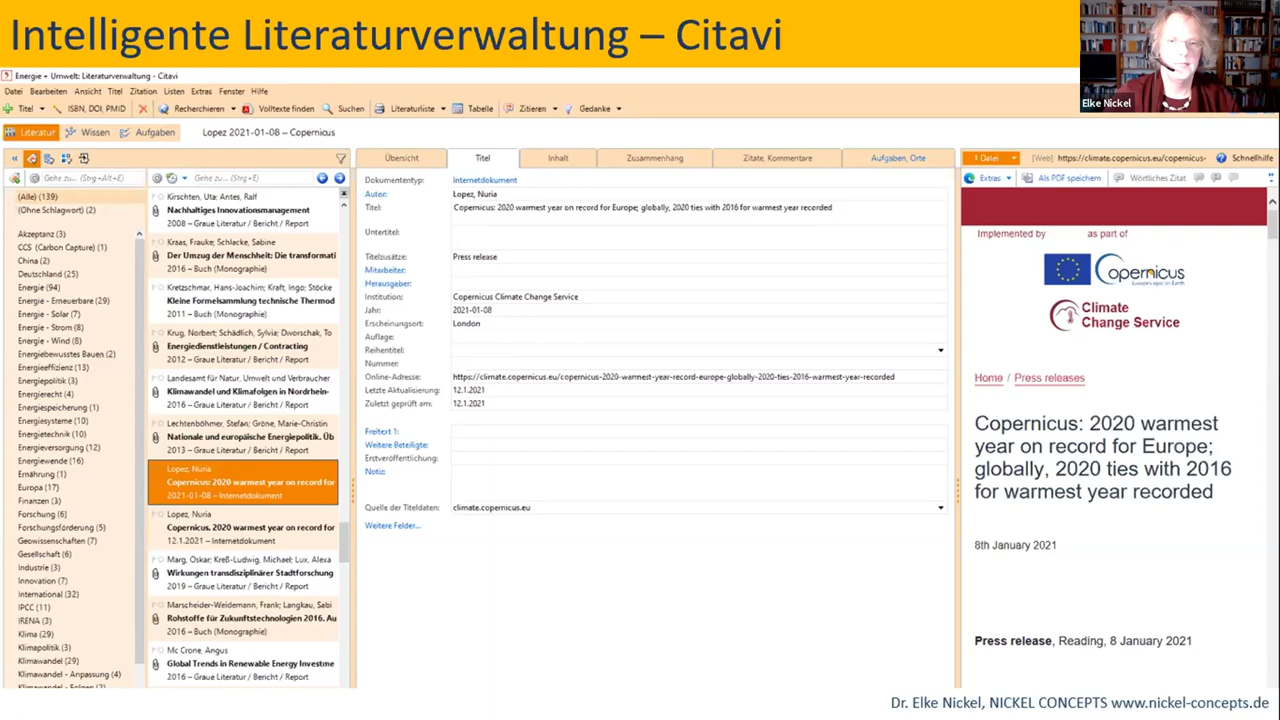 Intelligente Literaturverwaltung – Citavi
Elke Nickel
Energie + Umwelt: Literaturverwaltung - Citavi
Datei Bearbeiten Ansicht Titel Zitation Listen Extras Fenster Hilfe
Titel ISBN, DOI, PMID Recherchieren Volltexte finden Suchen Literaturliste Tabelle Zitieren Gedanke
Literatur Wissen Aufgaben Lopez 2021-01-08 – Copernicus
Gehe zu... (Strg+Alt+E)
(Alle) (139)
(Ohne Schlagwort) (2)
Akzeptanz (3)
CCS (Carbon Capture) (1)
China (2)
Deutschland (25)
Energie (94)
Energie - Erneuerbare (29)
Energie - Solar (7)
Energie - Strom (8)
Energie - Wind (8)
Energiebewusstes Bauen (2)
Energieeffizienz (13)
Energiepolitik (3)
Energierecht (4)
Energiespeicherung (1)
Energiesysteme (10)
Energietechnik (10)
Energieversorgung (12)
Energiewende (16)
Ernährung (1)
Europa (17)
Finanzen (3)
Forschung (6)
Forschungsförderung (5)
Geowissenschaften (7)
Gesellschaft (6)
Industrie (3)
Innovation (7)
International (32)
IPCC (11)
IRENA (3)
Klima (29)
Klimapolitik (3)
Klimawandel (29)
Klimawandel - Anpassung (4)
Klimawandel - Folgen
Gehe zu... (Strg+E)
Kirschten, Uta; Antes, Ralf
Nachhaltiges Innovationsmanagement
2008 – Graue Literatur / Bericht / Report
Kraas, Frauke; Schlacke, Sabine
Der Umzug der Menschheit: Die transformati
2016 – Buch (Monographie)
Kretzschmar, Hans-Joachim; Kraft, Ingo; Stöcke
Kleine Formelsammlung technische Thermod
2011 – Buch (Monographie)
Krug, Norbert; Schädlich, Sylvia; Dworschak, To
Energiedienstleistungen / Contracting
2012 – Graue Literatur / Bericht / Report
Landesamt für Natur, Umwelt und Verbraucher
Klimawandel und Klimafolgen in Nordrhein-
2016 – Graue Literatur / Bericht / Report
Lechtenböhmer, Stefan; Gröne, Marie-Christin
Nationale und europäische Energiepolitik. Üb
2013 – Graue Literatur / Bericht / Report
Lopez, Nuria
Copernicus: 2020 warmest year on record for
2021-01-08 – Internetdokument
Lopez, Nuria
Copernicus. 2020 warmest year on record for
12.1.2021 – Internetdokument
Marg, Oskar; Kreß-Ludwig, Michael; Lux, Alexa
Wirkungen transdisziplinärer Stadtforschung
2019 – Graue Literatur / Bericht / Report
Marscheider-Weidemann, Frank; Langkau, Sabi
Rohstoffe für Zukunftstechnologien 2016. Au
2016 – Buch (Monographie)
Mc Crone, Angus
Global Trends in Renewable Energy Investme
2016 – Graue Literatur / Bericht / Report
Übersicht Titel Inhalt Zusammenhang Zitate, Kommentare Aufgaben, Orte
Dokumententyp: Internetdokument
Autor: Lopez, Nuria
Titel: Copernicus: 2020 warmest year on record for Europe; globally, 2020 ties with 2016 for warmest year recorded
Untertitel:
Titelzusätze: Press release
Mitarbeiter:
Herausgeber:
Institution: Copernicus Climate Change Service
Jahr: 2021-01-08
Erscheinungsort: London
Auflage:
Reihentitel:
Nummer:
Online-Adresse: https://climate.copernicus.eu/copernicus-2020-warmest-year-record-europe-globally-2020-ties-2016-warmest-year-recorded
Letzte Aktualisierung: 12.1.2021
Zuletzt geprüft am: 12.1.2021
Freitext 1:
Weitere Beteiligte:
Erstveröffentlichung:
Notiz:
Quelle der Titeldaten: climate.copernicus.eu
Weitere Felder...
Datei [Web] https://climate.copernicus.eu/copernicus- Schnellhilfe
Extras Als PDF speichern Wörtliches Zitat
Implemented by as part of
Copernicus
Europe's eyes on Earth
Climate
Change Service
Home / Press releases
Copernicus: 2020 warmest
year on record for Europe;
globally, 2020 ties with 2016
for warmest year recorded
8th January 2021
Press release, Reading, 8 January 2021
Dr. Elke Nickel, NICKEL CONCEPTS www.nickel-concepts.de